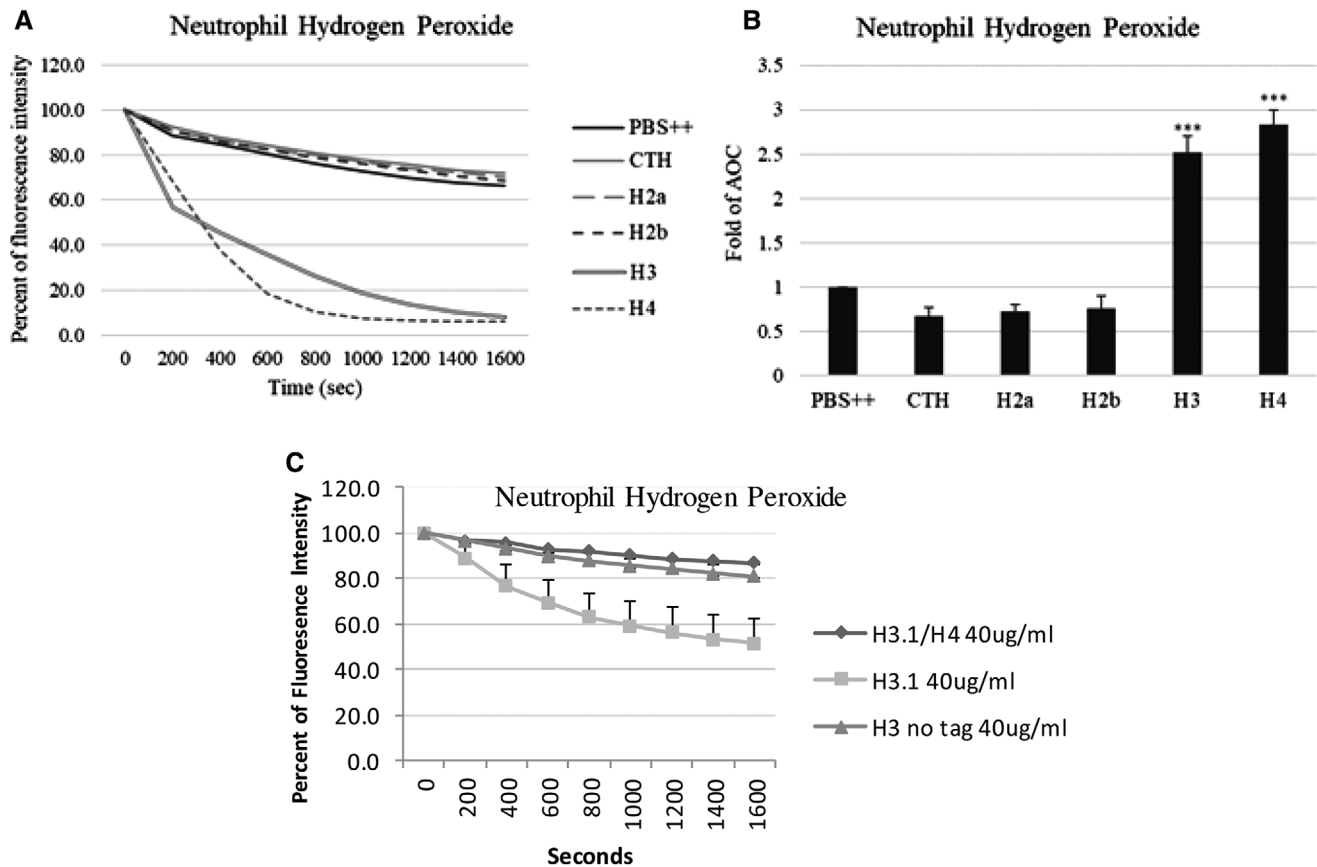 A
Neutrophil Hydrogen Peroxide
Percent of fluorescence intensity
120.0
100.0
80.0
60.0
40.0
20.0
0.0
0 200 400 600 800 1000 1200 1400 1600
Time (sec)
PBS++
CTH
H2a
H2b
H3
H4
B
Neutrophil Hydrogen Peroxide
Fold of AOC
3.5
3
2.5
2
1.5
1
0.5
0
***
***
PBS++ CTH H2a H2b H3 H4
C
Neutrophil Hydrogen Peroxide
Percent of Fluoresence Intensity
120.0
100.0
80.0
60.0
40.0
20.0
0.0
0 200 400 600 800 1000 1200 1400 1600
Seconds
H3.1/H4 40ug/ml
H3.1 40ug/ml
H3 no tag 40ug/ml